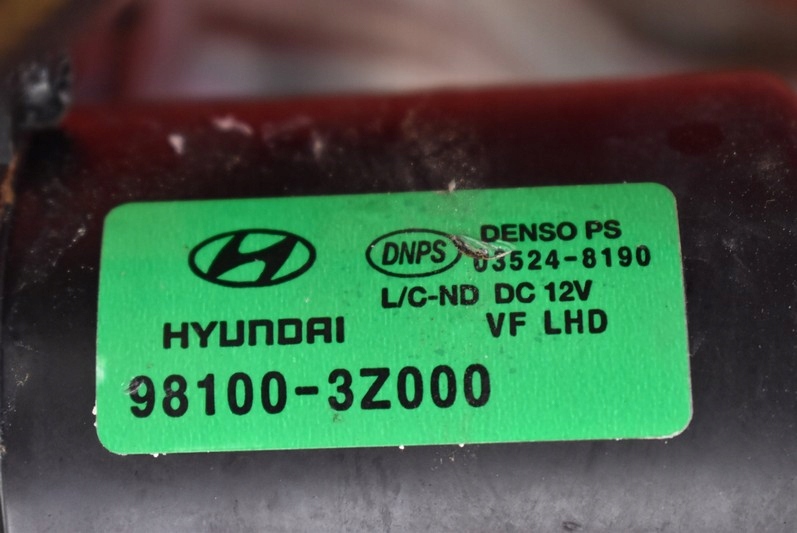 HYUNDAI
DNPS
DENSO PS
03524-8190
L/C-ND DC 12V
VF LHD
98100-3Z000